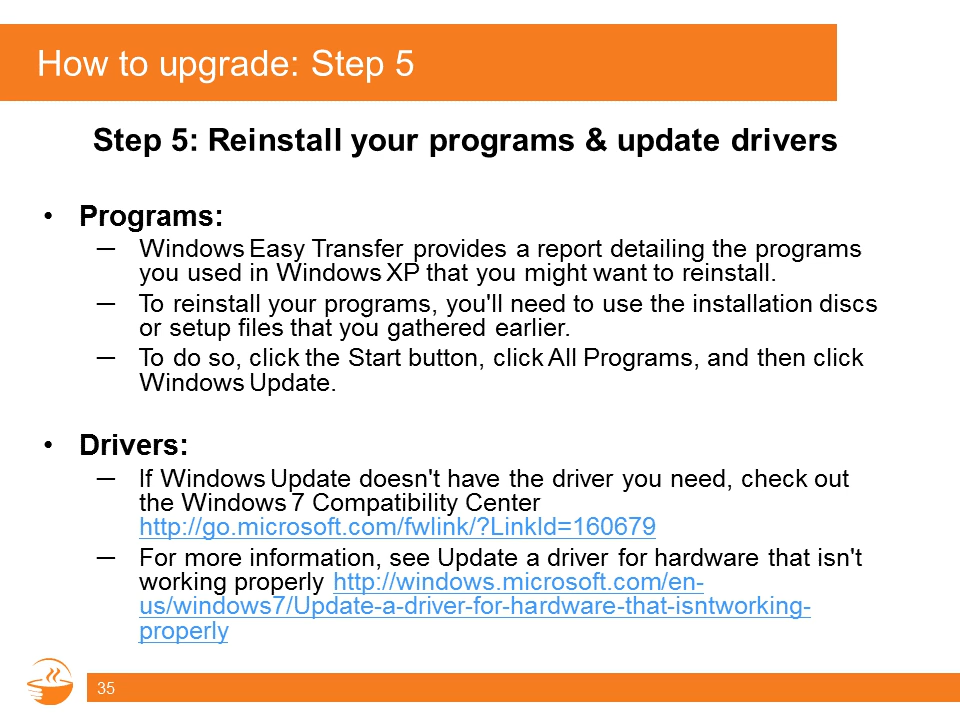 How to upgrade: Step 5
Step 5: Reinstall your programs & update drivers
• Programs:
─ Windows Easy Transfer provides a report detailing the programs
you used in Windows XP that you might want to reinstall.
─ To reinstall your programs, you'll need to use the installation discs
or setup files that you gathered earlier.
─ To do so, click the Start button, click All Programs, and then click
Windows Update.
• Drivers:
─ If Windows Update doesn't have the driver you need, check out
the Windows 7 Compatibility Center
http://go.microsoft.com/fwlink/?LinkId=160679
─ For more information, see Update a driver for hardware that isn't
working properly http://windows.microsoft.com/en-
us/windows7/Update-a-driver-for-hardware-that-isntworking-
properly
35